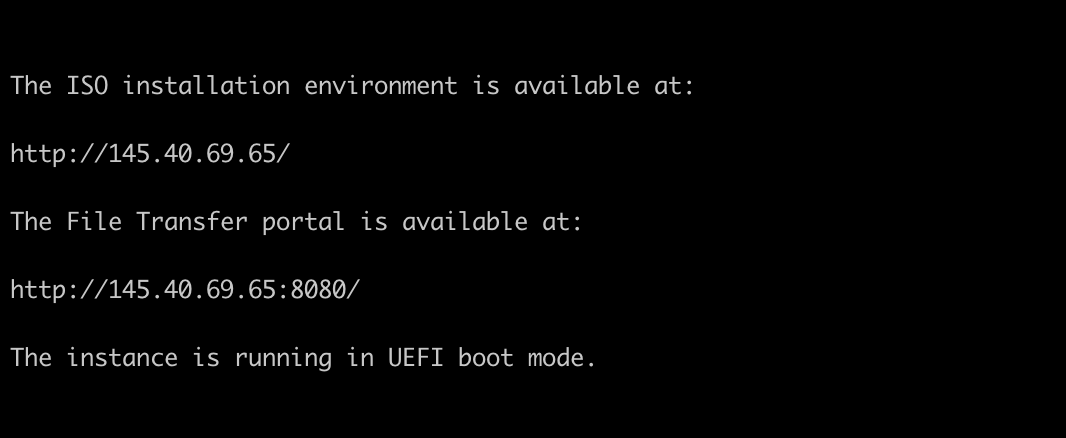 The ISO installation environment is available at:
http://145.40.69.65/
The File Transfer portal is available at:
http://145.40.69.65:8080/
The instance is running in UEFI boot mode.